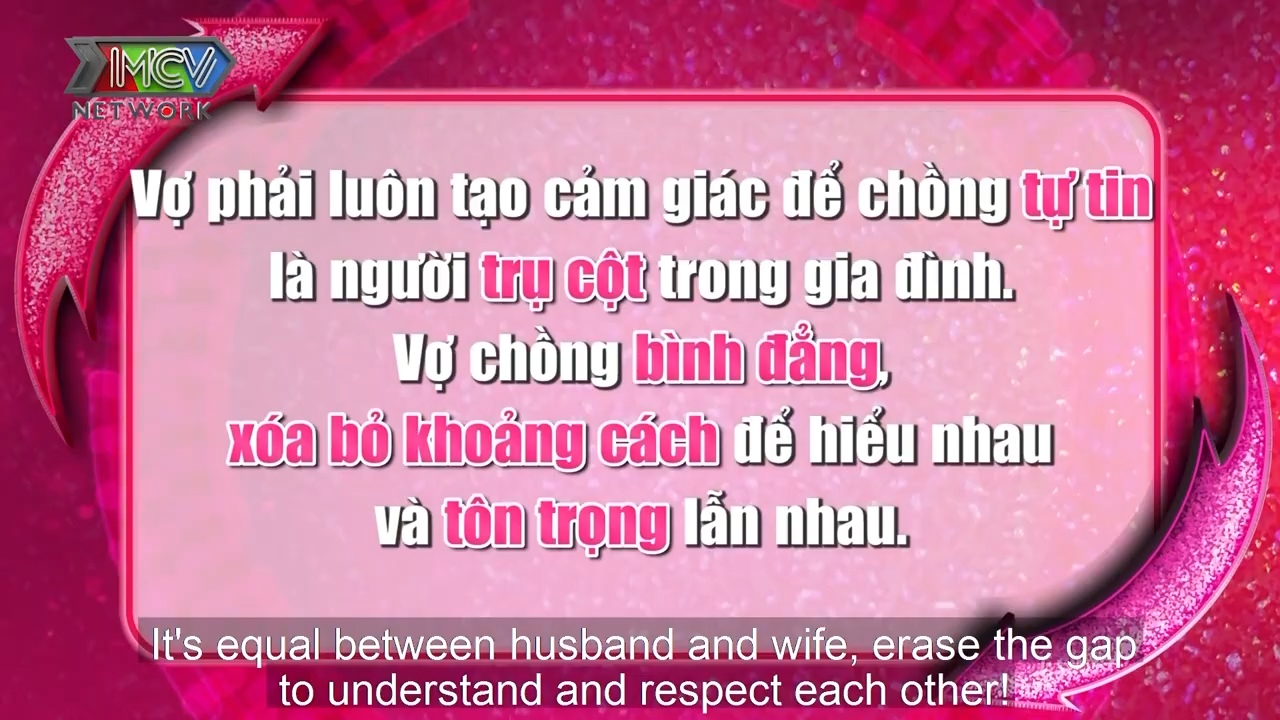 MCV
NETWORK
Vợ phải luôn tạo cảm giác để chồng tự tin
là người trụ cột trong gia đình.
Vợ chồng bình đẳng,
xóa bỏ khoảng cách để hiểu nhau
và tôn trọng lẫn nhau.
It's equal between husband and wife, erase the gap
to understand and respect each other!